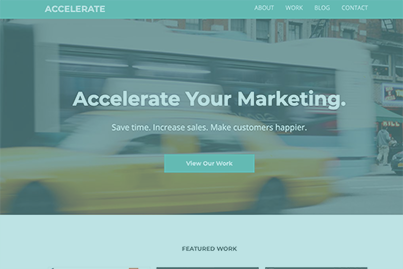 ACCELERATE
ABOUT WORK BLOG CONTACT
Accelerate Your Marketing.
Save time. Increase sales. Make customers happier.
View Our Work
FEATURED WORK